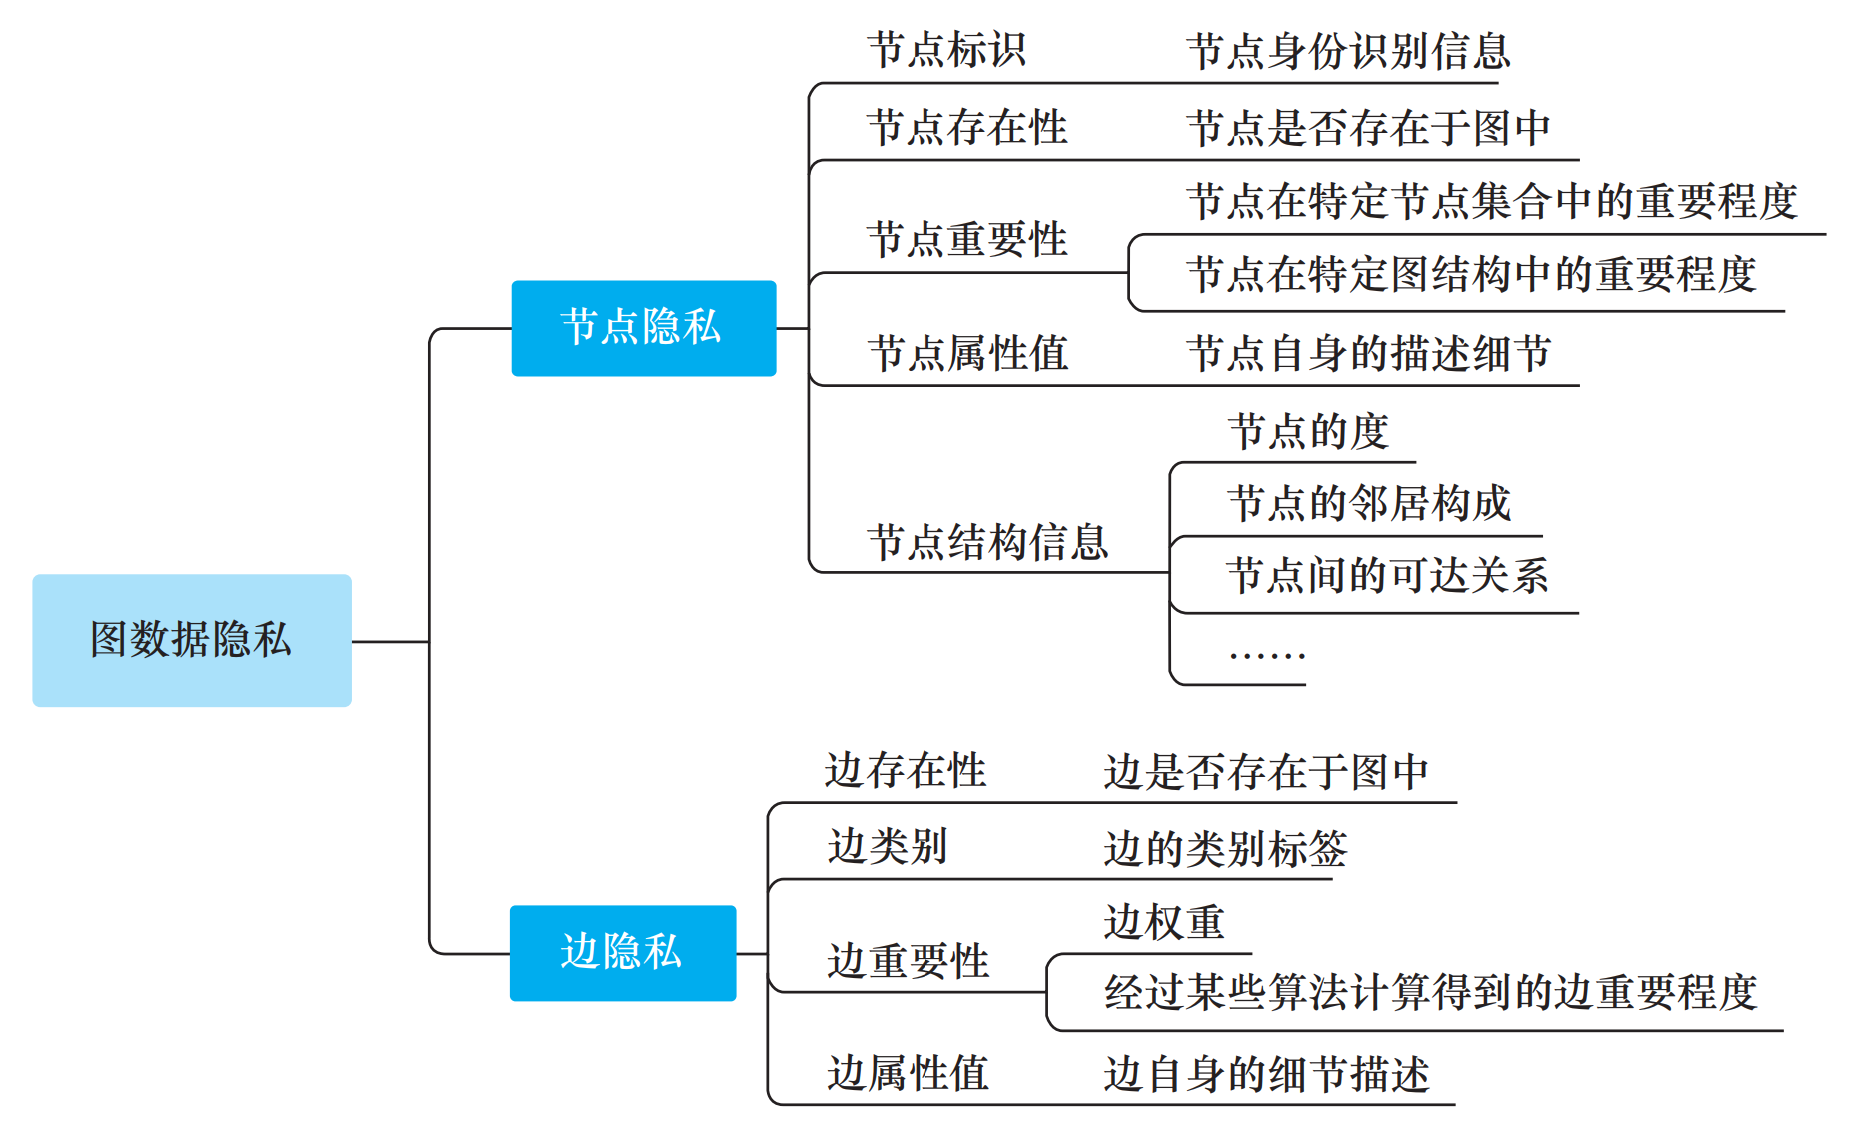 图数据隐私
节点隐私
节点标识
节点身份识别信息
节点存在性
节点是否存在于图中
节点重要性
节点在特定节点集合中的重要程度
节点在特定图结构中的重要程度
节点属性值
节点自身的描述细节
节点结构信息
节点的度
节点的邻居构成
节点间的可达关系
……
边隐私
边存在性
边是否存在于图中
边类别
边的类别标签
边重要性
边权重
经过某些算法计算得到的边重要程度
边属性值
边自身的细节描述